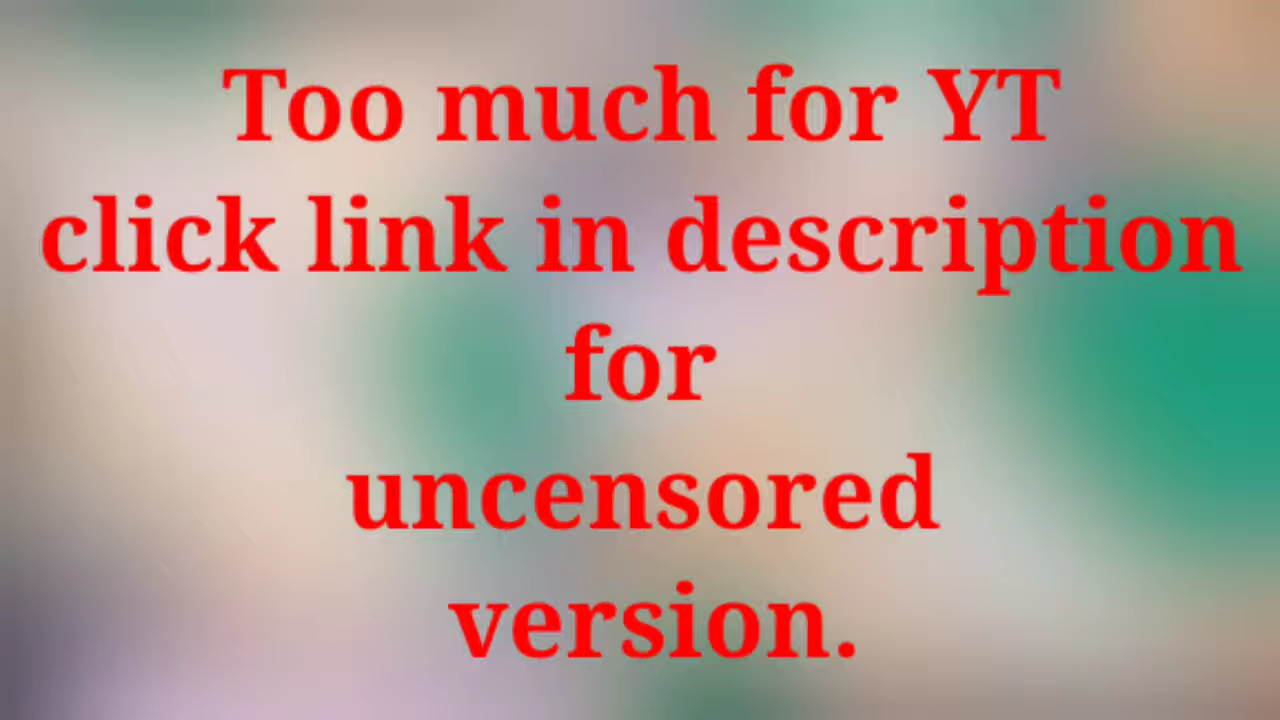 Too much for YT
click link in description
for
uncensored
version.